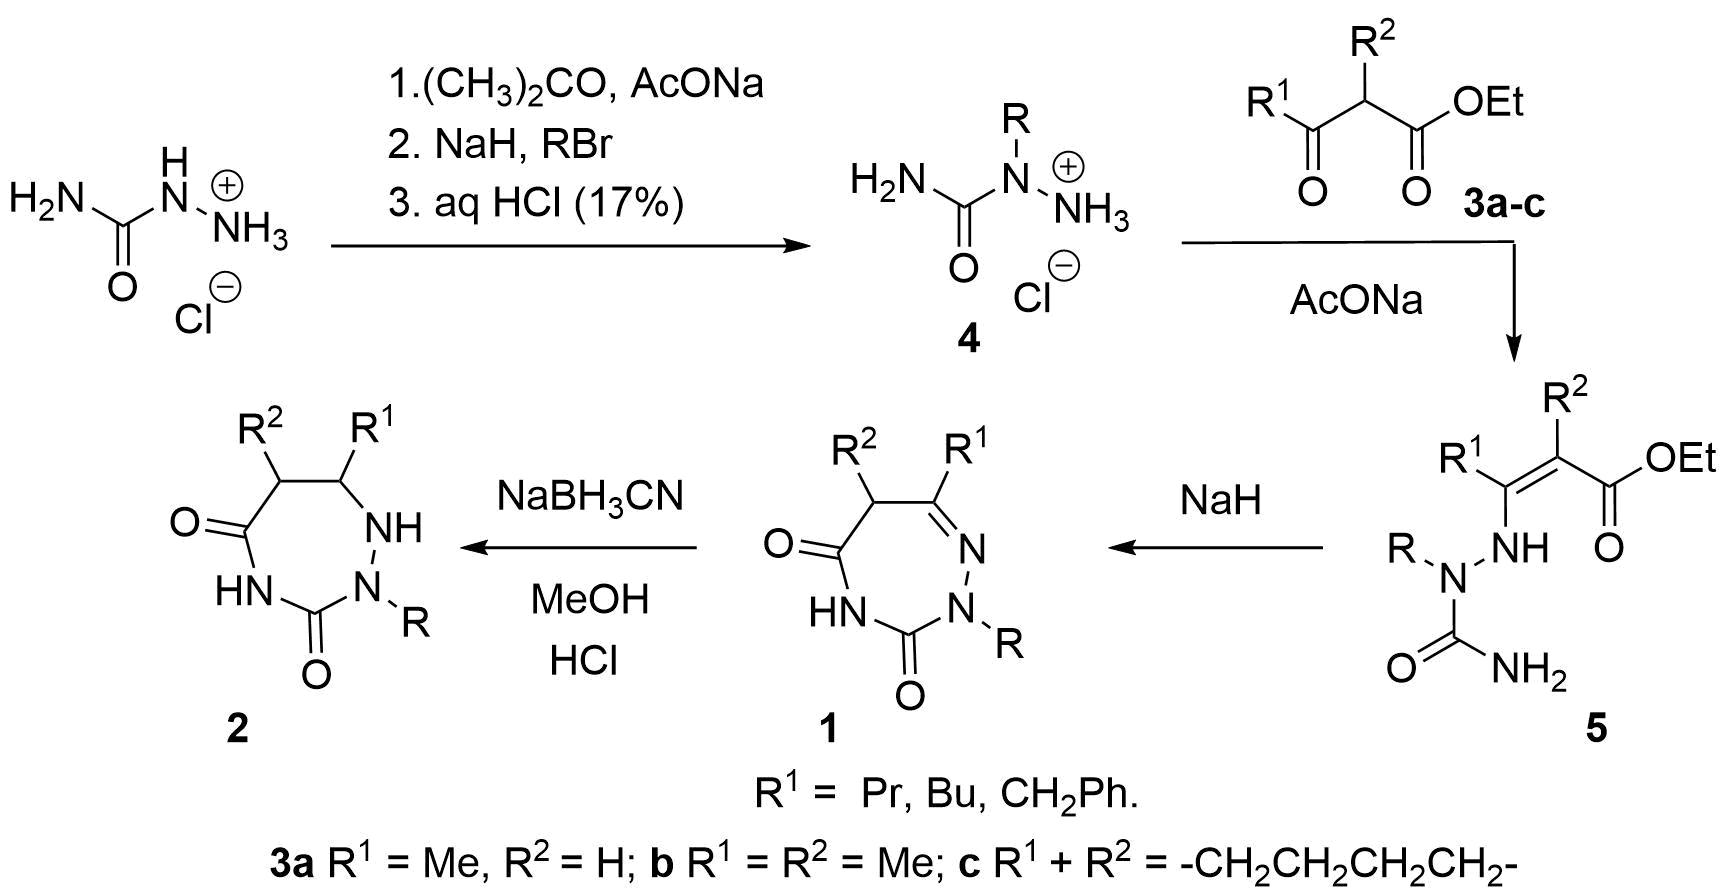 1.(CH₃)₂CO, AcONa
2. NaH, RBr
3. aq HCl (17%)
H₂N
H
N
⊕
NH₃
O
⊖
Cl
H₂N
R
N
⊕
NH₃
O
⊖
Cl
4
R²
R¹
OEt
O
O
3a-c
AcONa
R²
R¹
OEt
O
NH
R
N
O
NH₂
5
NaH
R²
R¹
O
N
HN
N
R
O
1
NaBH₃CN
MeOH
HCl
R²
R¹
O
NH
HN
N
R
O
2
R¹ = Pr, Bu, CH₂Ph.
3a R¹ = Me, R² = H; b R¹ = R² = Me; c R¹ + R² = -CH₂CH₂CH₂CH₂-